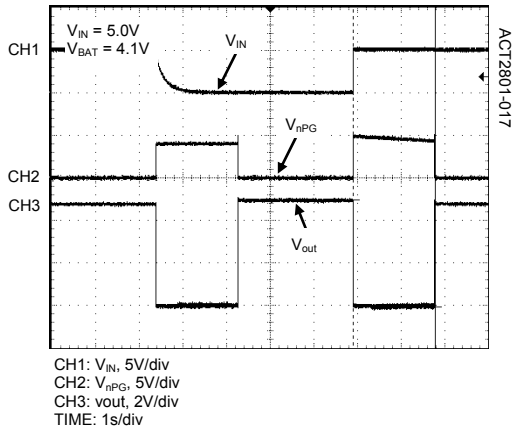 V_IN = 5.0V
V_BAT = 4.1V
CH1
V_IN
V_nPG
CH2
CH3
V_out
ACT2801-017
CH1: V_IN, 5V/div
CH2: V_nPG, 5V/div
CH3: vout, 2V/div
TIME: 1s/div